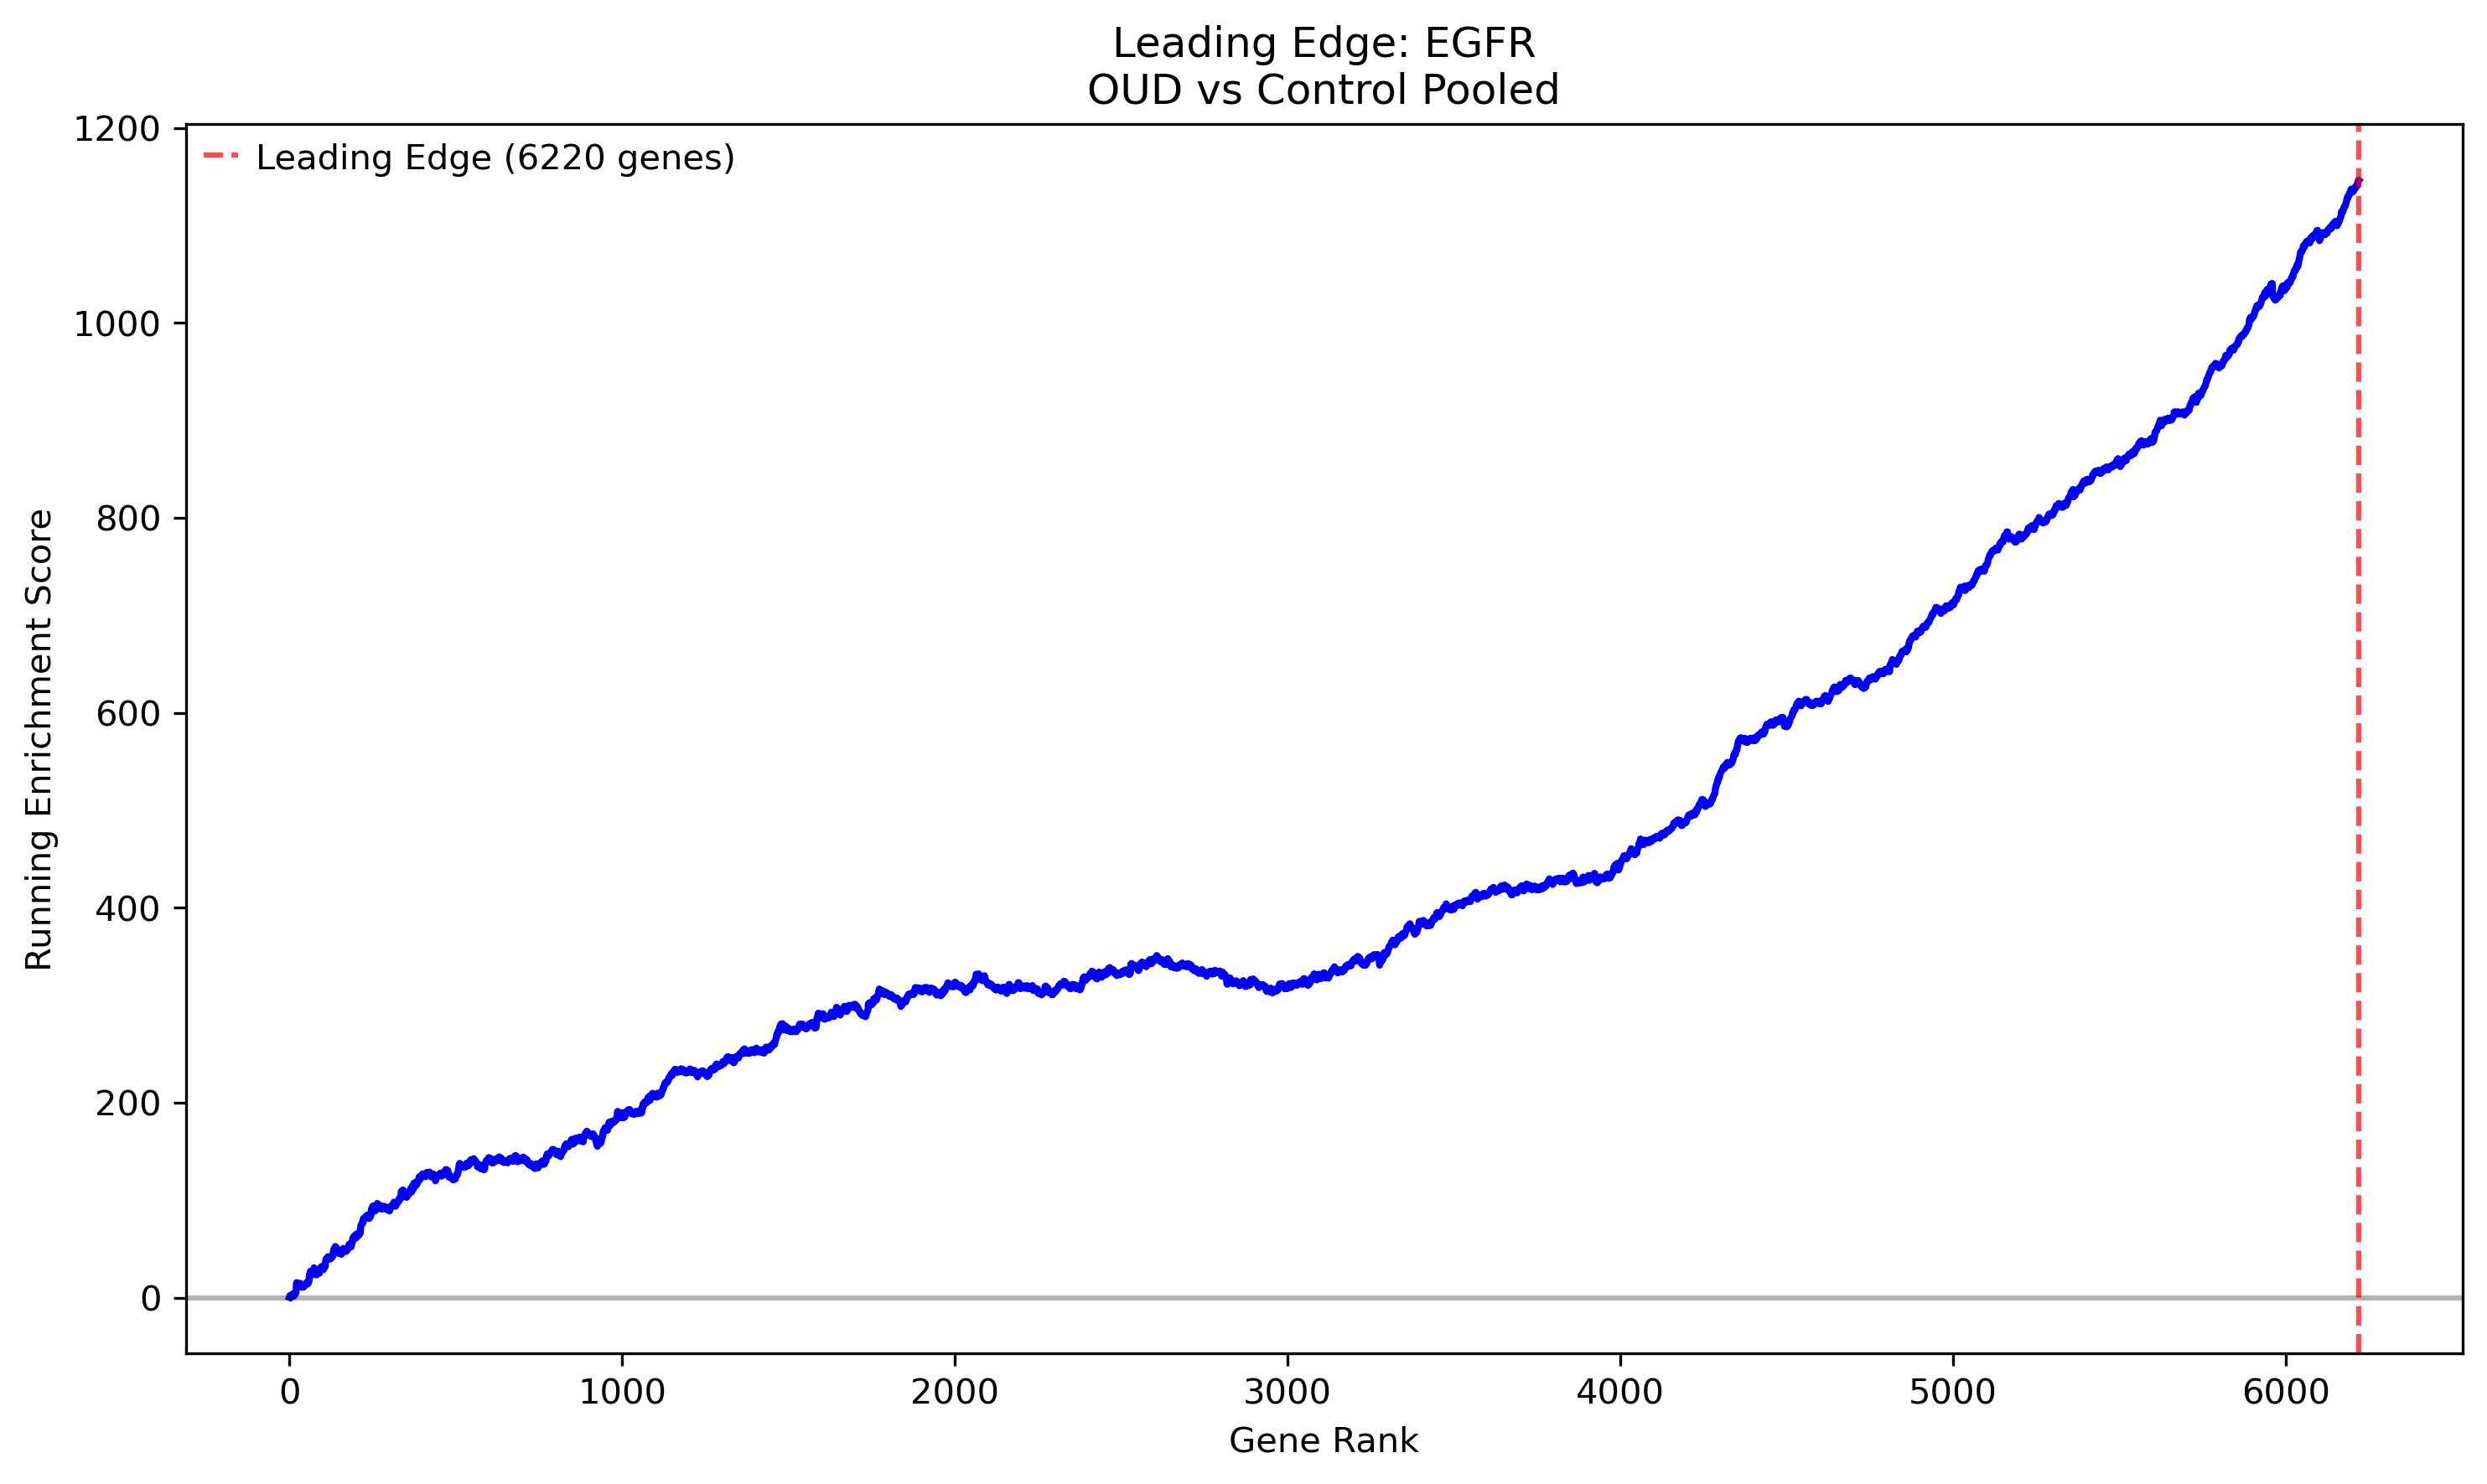 Leading Edge: EGFR
OUD vs Control Pooled
Leading Edge (6220 genes)
Running Enrichment Score
1200
1000
800
600
400
200
0
0 1000 2000 3000 4000 5000 6000
Gene Rank